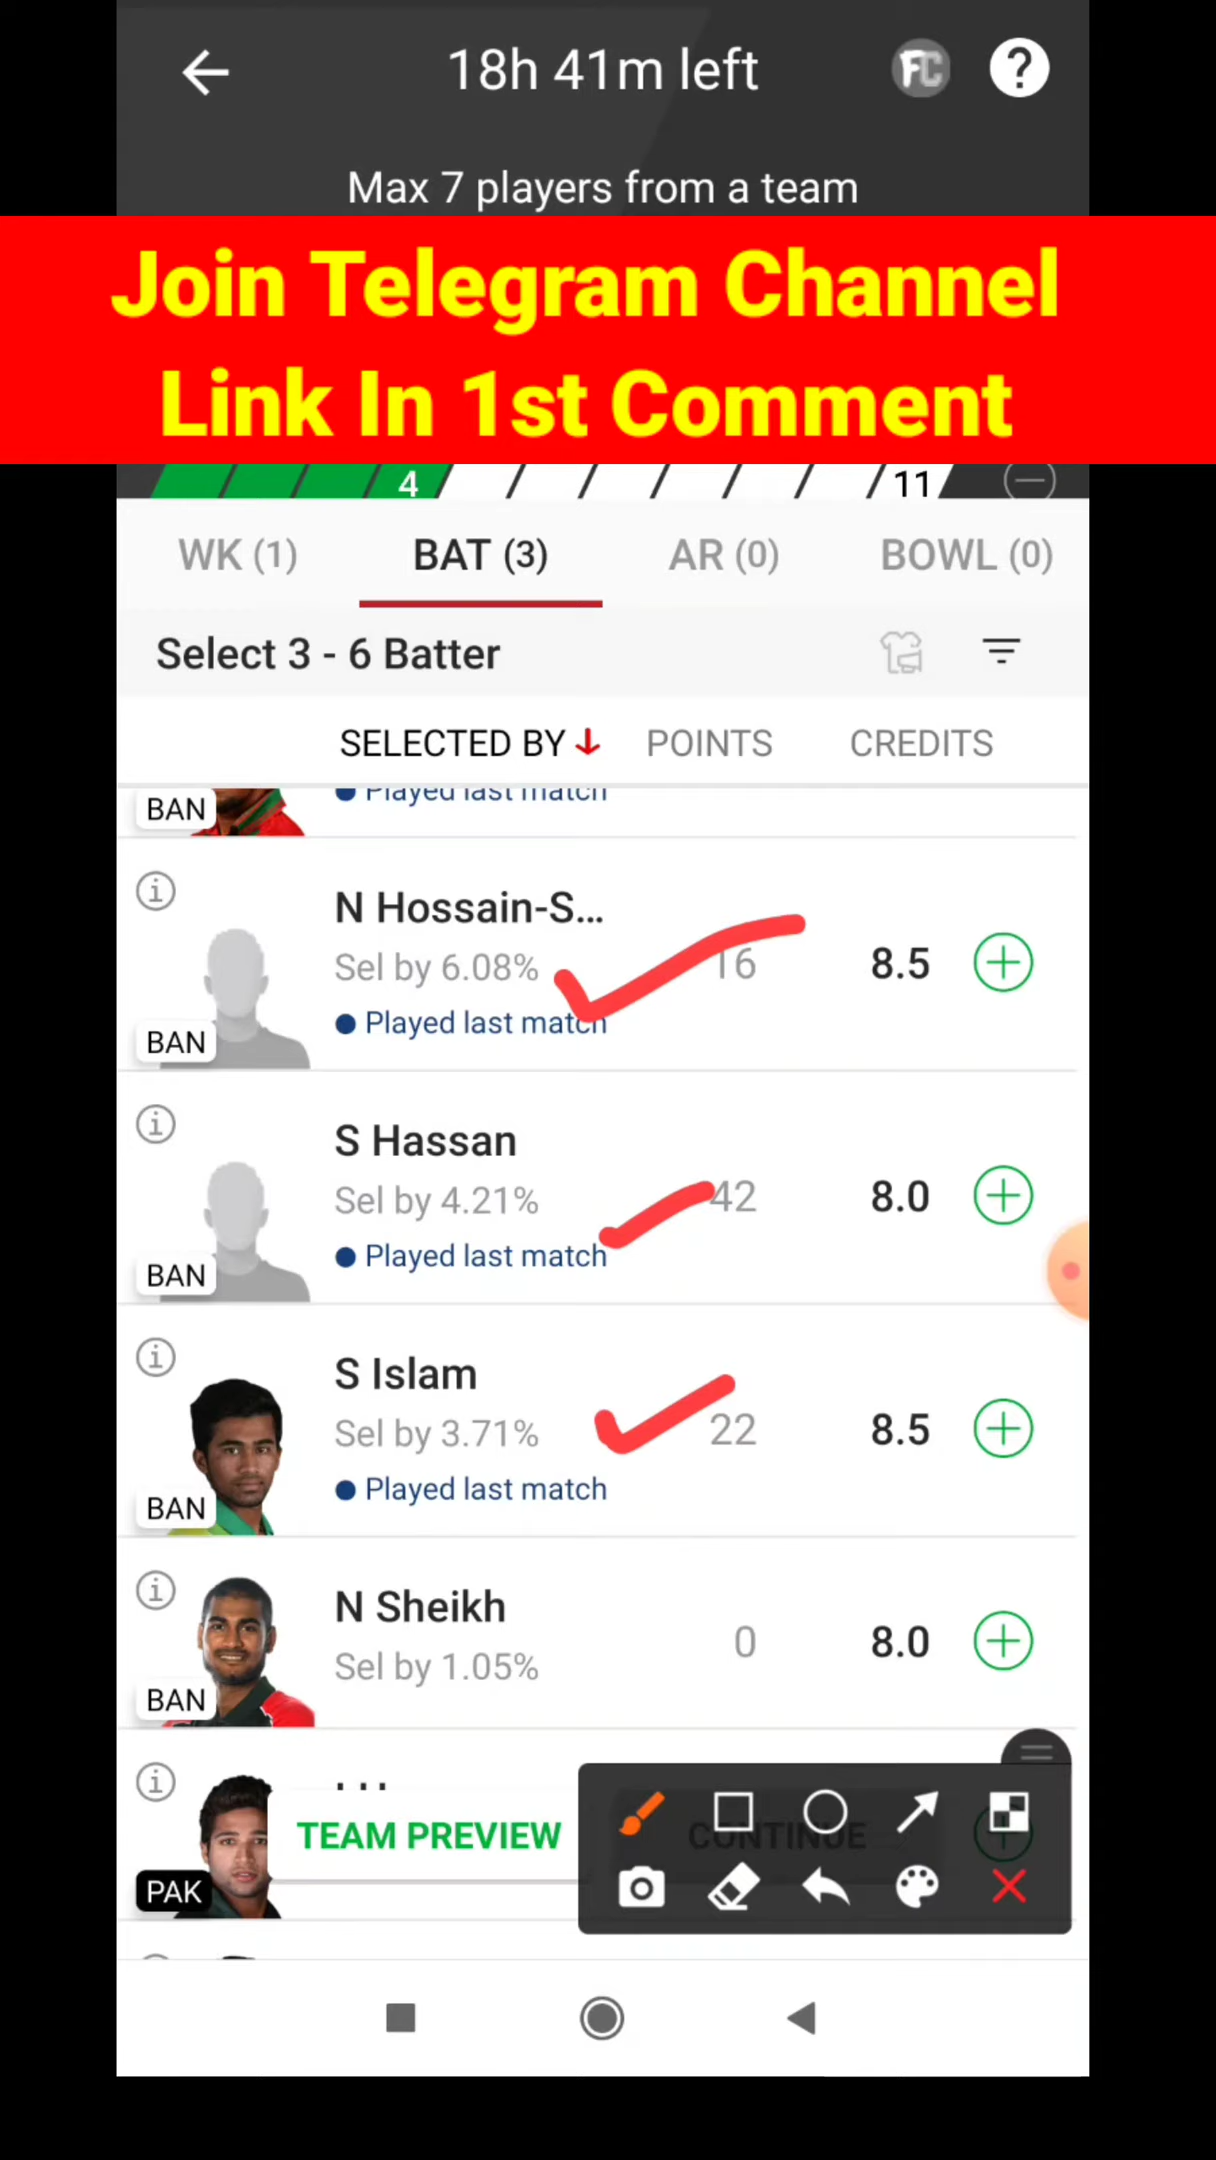 18h 41m left
FC
?
Max 7 players from a team
Join Telegram Channel
Link In 1st Comment
4
11
WK (1)
BAT (3)
AR (0)
BOWL (0)
Select 3 - 6 Batter
SELECTED BY
POINTS
CREDITS
Played last match
BAN
N Hossain-S...
Sel by 6.08%
16
8.5
Played last match
BAN
S Hassan
Sel by 4.21%
42
8.0
Played last match
BAN
S Islam
Sel by 3.71%
22
8.5
Played last match
BAN
N Sheikh
Sel by 1.05%
0
8.0
BAN
TEAM PREVIEW
CONTINUE
PAK